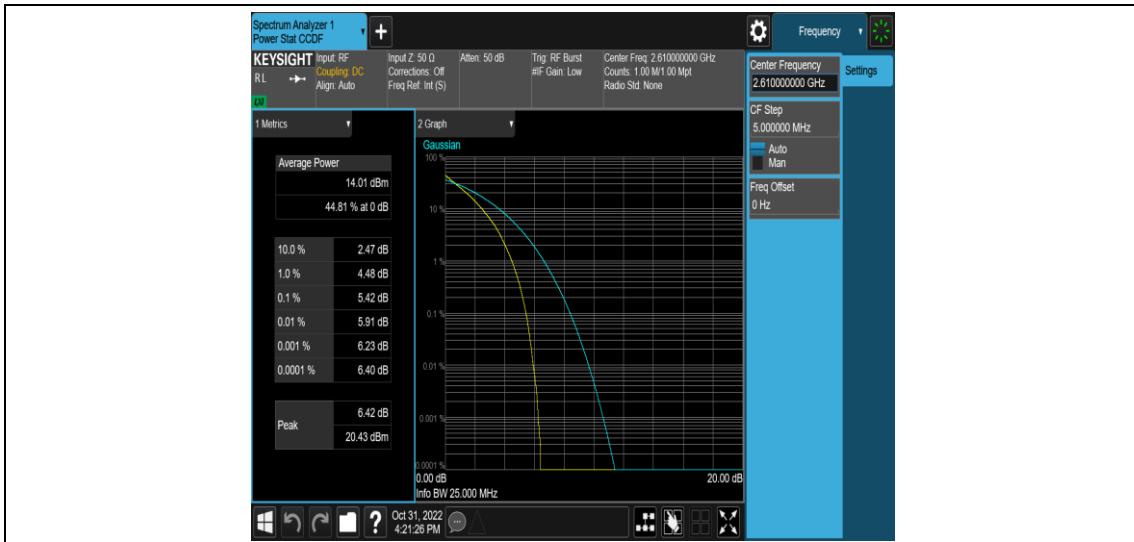 Spectrum Analyzer 1
Power Stat CCDF
Frequency
KEYSIGHT
RL
LXI
Input: RF
Coupling: DC
Align: Auto
Input Z: 50 Ω
Corrections: Off
Freq Ref: Int (S)
Atten: 50 dB
Trig: RF Burst
#IF Gain: Low
Center Freq: 2.610000000 GHz
Counts: 1.00 M/1.00 Mpt
Radio Std: None
Center Frequency
2.610000000 GHz
Settings
CF Step
5.000000 MHz
Auto
Man
Freq Offset
0 Hz
1 Metrics
Average Power
14.01 dBm
44.81 % at 0 dB
10.0 % 2.47 dB
1.0 % 4.48 dB
0.1 % 5.42 dB
0.01 % 5.91 dB
0.001 % 6.23 dB
0.0001 % 6.40 dB
Peak
6.42 dB
20.43 dBm
2 Graph
Gaussian
100 %
10 %
1 %
0.1 %
0.01 %
0.001 %
0.0001 %
0.00 dB 20.00 dB
Info BW 25.000 MHz
?
Oct 31, 2022
4:21:26 PM